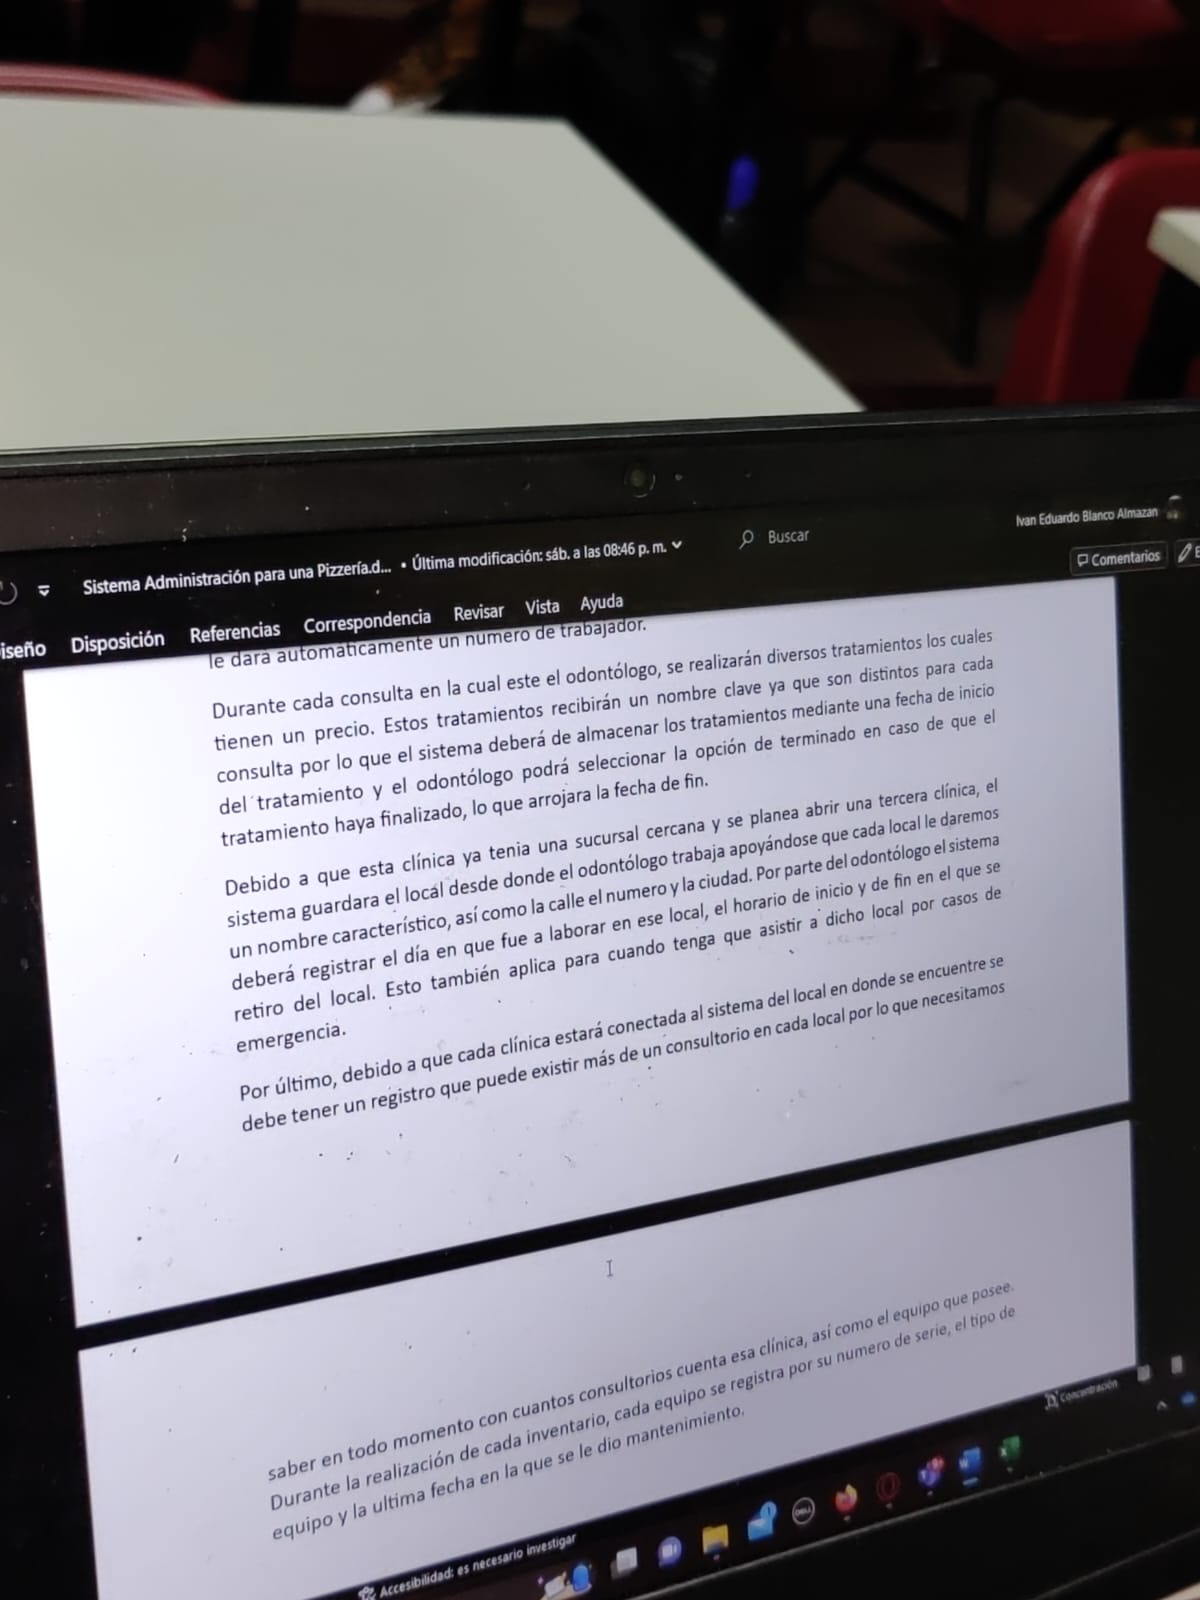 Ivan Eduardo Blanco Almazan
Sistema Administración para una Pizzería.d... • Última modificación: sáb. a las 08:46 p. m.
Buscar
Comentarios
iseño Disposición Referencias Correspondencia Revisar Vista Ayuda
le dará automáticamente un numero de trabajador.
Durante cada consulta en la cual este el odontólogo, se realizarán diversos tratamientos los cuales
tienen un precio. Estos tratamientos recibirán un nombre clave ya que son distintos para cada
consulta por lo que el sistema deberá de almacenar los tratamientos mediante una fecha de inicio
del tratamiento y el odontólogo podrá seleccionar la opción de terminado en caso de que el
tratamiento haya finalizado, lo que arrojara la fecha de fin.
Debido a que esta clínica ya tenia una sucursal cercana y se planea abrir una tercera clínica, el
sistema guardara el local desde donde el odontólogo trabaja apoyándose que cada local le daremos
un nombre característico, así como la calle el numero y la ciudad. Por parte del odontólogo el sistema
deberá registrar el día en que fue a laborar en ese local, el horario de inicio y de fin en el que se
retiro del local. Esto también aplica para cuando tenga que asistir a dicho local por casos de
emergencia.
Por último, debido a que cada clínica estará conectada al sistema del local en donde se encuentre se
debe tener un registro que puede existir más de un consultorio en cada local por lo que necesitamos
saber en todo momento con cuantos consultorios cuenta esa clínica, así como el equipo que posee.
Durante la realización de cada inventario, cada equipo se registra por su numero de serie, el tipo de
equipo y la ultima fecha en la que se le dio mantenimiento.
Accesibilidad: es necesario investigar
Concentración
DELL